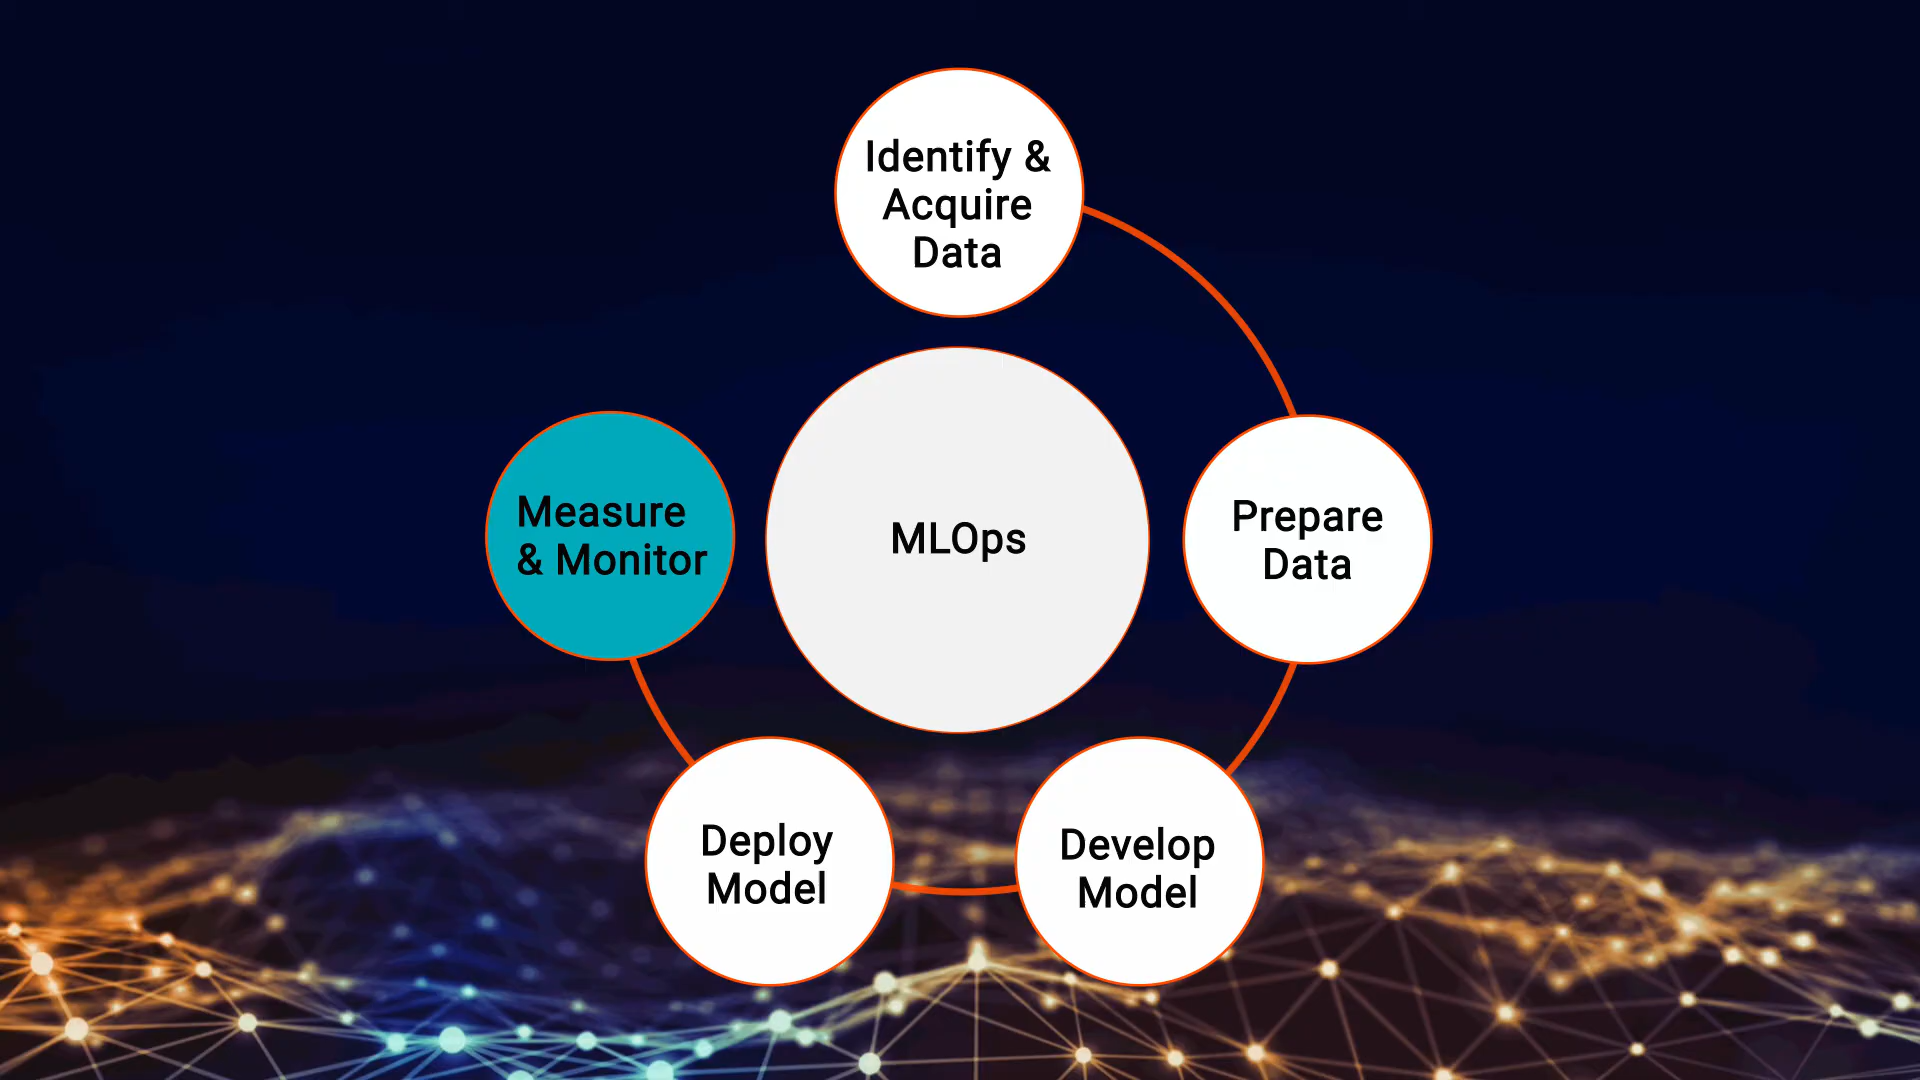 Identify &
Acquire
Data
Measure
& Monitor
MLOps
Prepare
Data
Deploy
Model
Develop
Model